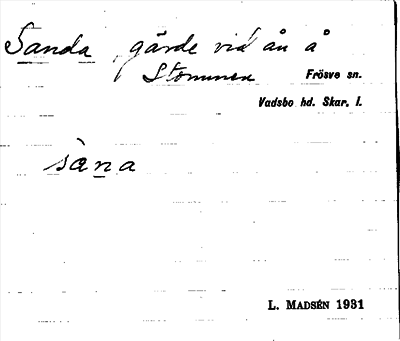 Sanda, gärde vid ån å
Stommen Frösve sn.
Vadsbo hd. Skar. l.
sàna
L. MADSÉN 1931